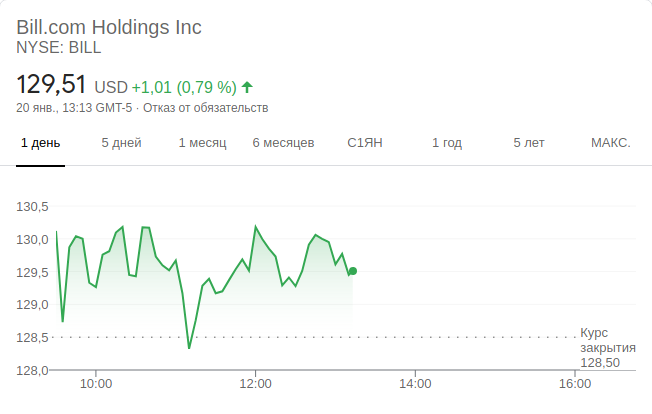 Bill.com Holdings Inc
NYSE: BILL
129,51 USD +1,01 (0,79 %)
20 янв., 13:13 GMT-5 · Отказ от обязательств
1 день 5 дней 1 месяц 6 месяцев С1ЯН 1 год 5 лет МАКС.
130,5
130,0
129,5
129,0
128,5
128,0
Курс
закрытия
128,50
10:00 12:00 14:00 16:00